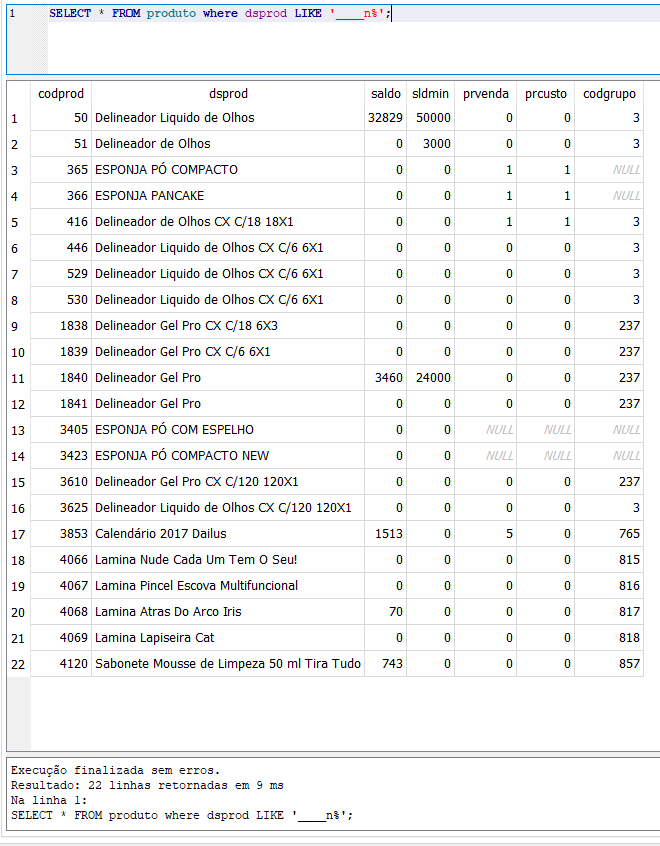 1 SELECT * FROM produto where dsprod LIKE '____n%';
codprod dsprod saldo sldmin prvenda prcusto codgrupo
1 50 Delineador Liquido de Olhos 32829 50000 0 0 3
2 51 Delineador de Olhos 0 3000 0 0 3
3 365 ESPONJA PÓ COMPACTO 0 0 1 1 NULL
4 366 ESPONJA PANCAKE 0 0 1 1 NULL
5 416 Delineador de Olhos CX C/18 18X1 0 0 1 1 3
6 446 Delineador Liquido de Olhos CX C/6 6X1 0 0 0 0 3
7 529 Delineador Liquido de Olhos CX C/6 6X1 0 0 0 0 3
8 530 Delineador Liquido de Olhos CX C/6 6X1 0 0 0 0 3
9 1838 Delineador Gel Pro CX C/18 6X3 0 0 0 0 237
10 1839 Delineador Gel Pro CX C/6 6X1 0 0 0 0 237
11 1840 Delineador Gel Pro 3460 24000 0 0 237
12 1841 Delineador Gel Pro 0 0 0 0 237
13 3405 ESPONJA PÓ COM ESPELHO 0 0 NULL NULL NULL
14 3423 ESPONJA PÓ COMPACTO NEW 0 0 NULL NULL NULL
15 3610 Delineador Gel Pro CX C/120 120X1 0 0 0 0 237
16 3625 Delineador Liquido de Olhos CX C/120 120X1 0 0 0 0 3
17 3853 Calendário 2017 Dailus 1513 0 5 0 765
18 4066 Lamina Nude Cada Um Tem O Seu! 0 0 0 0 815
19 4067 Lamina Pincel Escova Multifuncional 0 0 0 0 816
20 4068 Lamina Atras Do Arco Iris 70 0 0 0 817
21 4069 Lamina Lapiseira Cat 0 0 0 0 818
22 4120 Sabonete Mousse de Limpeza 50 ml Tira Tudo 743 0 0 0 857
Execução finalizada sem erros.
Resultado: 22 linhas retornadas em 9 ms
Na linha 1:
SELECT * FROM produto where dsprod LIKE '____n%';